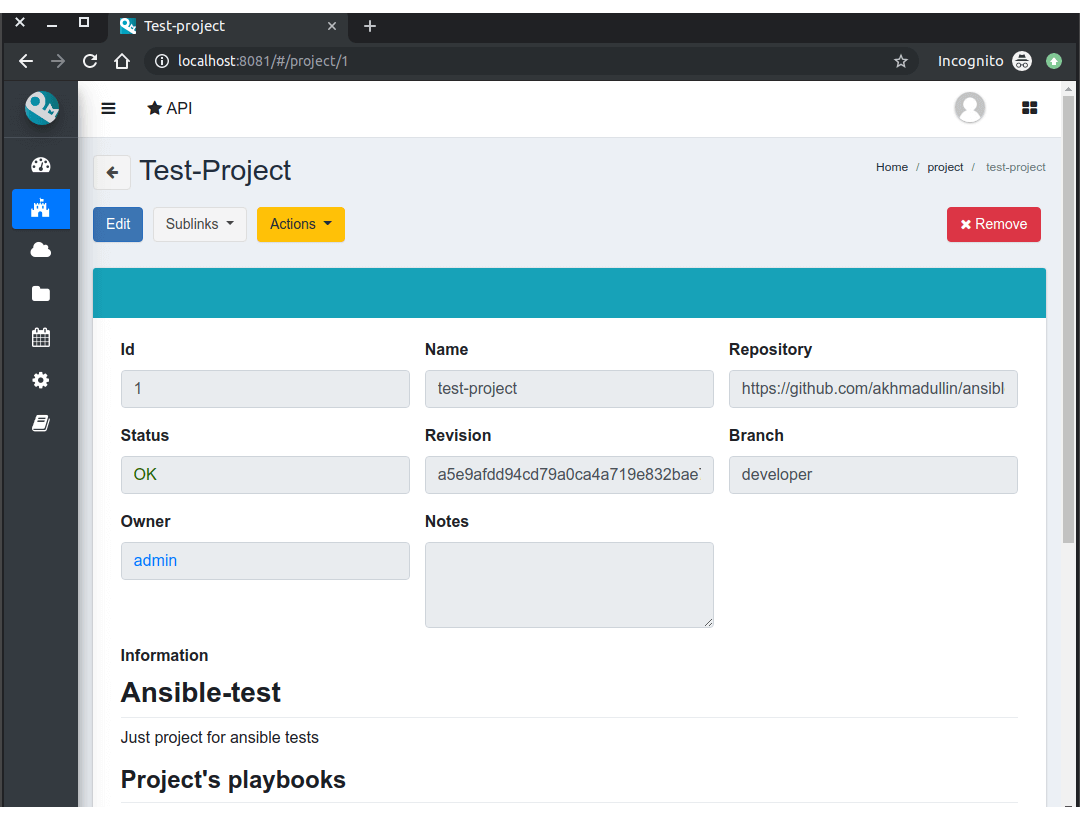 Test-project
localhost:8081/#/project/1
Incognito
API
Test-Project
Home / project / test-project
Edit
Sublinks
Actions
Remove
Id
Name
Repository
1
test-project
https://github.com/akhmadullin/ansibl
Status
Revision
Branch
OK
a5e9afdd94cd79a0ca4a719e832bae
developer
Owner
Notes
admin
Information
Ansible-test
Just project for ansible tests
Project's playbooks